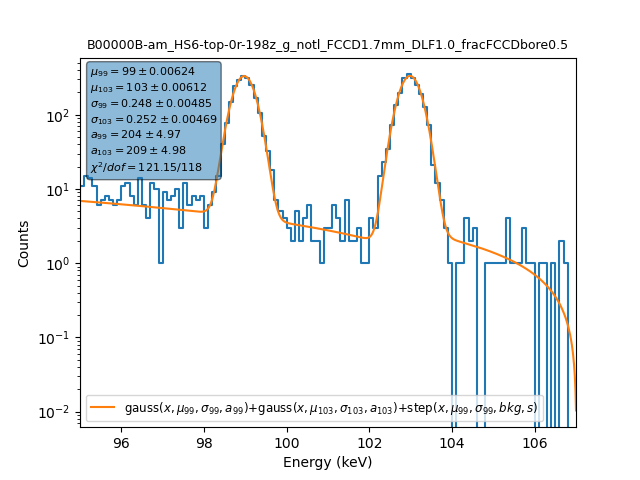 B00000B-am_HS6-top-0r-198z_g_notl_FCCD1.7mm_DLF1.0_fracFCCDbore0.5
μ₉₉ = 99 ± 0.00624
μ₁₀₃ = 103 ± 0.00612
σ₉₉ = 0.248 ± 0.00485
σ₁₀₃ = 0.252 ± 0.00469
a₉₉ = 204 ± 4.97
a₁₀₃ = 209 ± 4.98
χ²/dof = 121.15/118
10²
10¹
10⁰
10⁻¹
10⁻²
Counts
gauss(x, μ₉₉, σ₉₉, a₉₉)+gauss(x, μ₁₀₃, σ₁₀₃, a₁₀₃)+step(x, μ₉₉, σ₉₉, bkg, s)
96 98 100 102 104 106
Energy (keV)